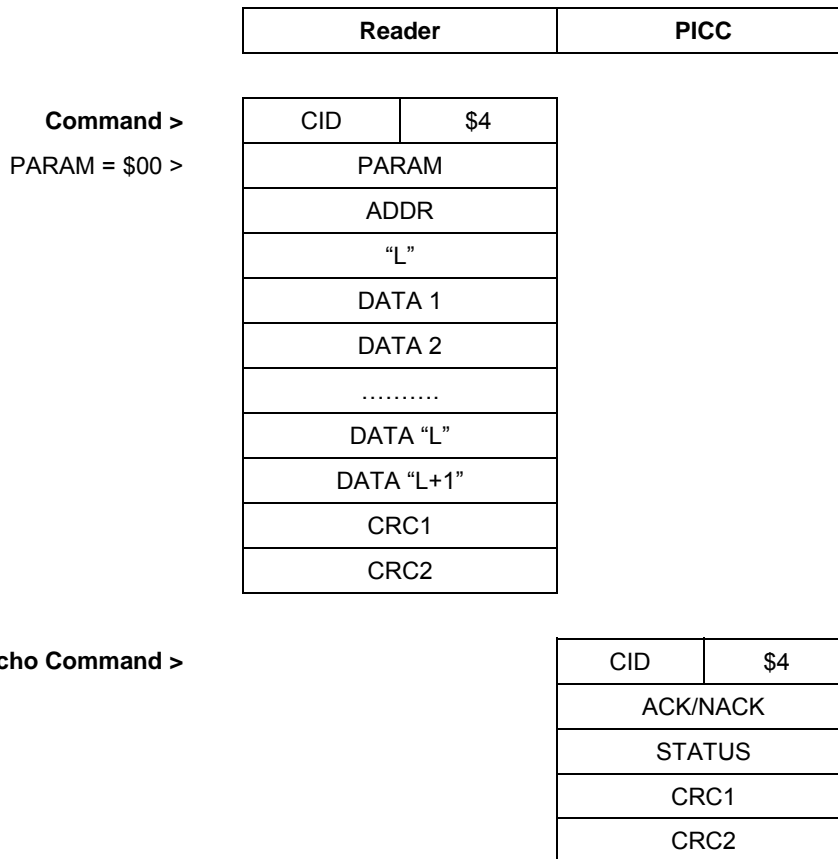 Reader PICC
Command > CID $4
PARAM = $00 > PARAM
ADDR
“L”
DATA 1
DATA 2
……….
DATA “L”
DATA “L+1”
CRC1
CRC2
cho Command > CID $4
ACK/NACK
STATUS
CRC1
CRC2